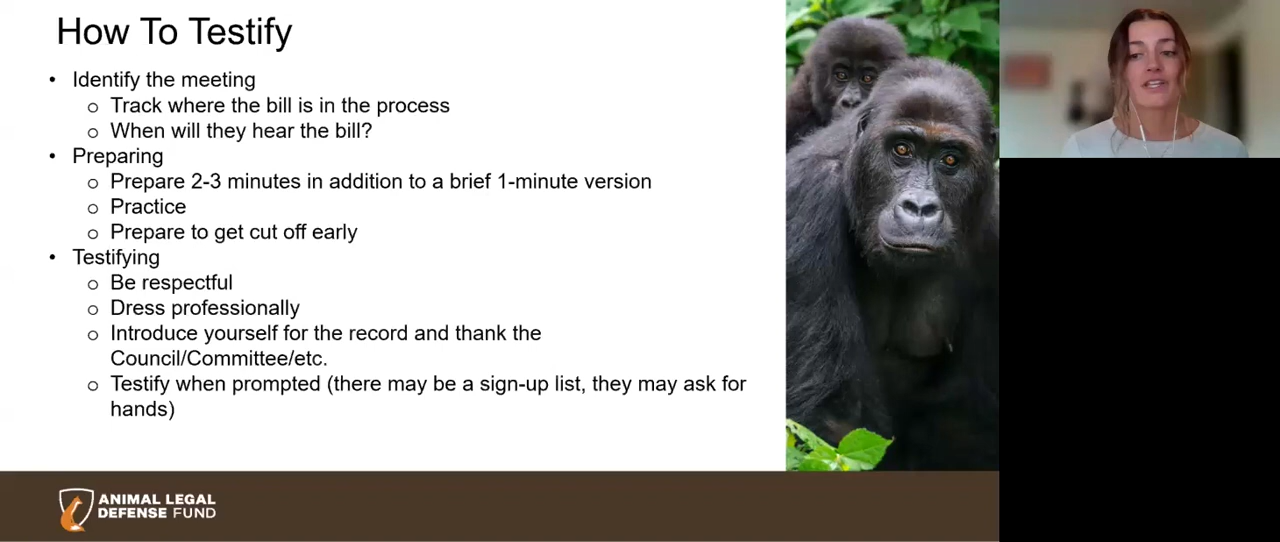 How To Testify
• Identify the meeting
o Track where the bill is in the process
o When will they hear the bill?
• Preparing
o Prepare 2-3 minutes in addition to a brief 1-minute version
o Practice
o Prepare to get cut off early
• Testifying
o Be respectful
o Dress professionally
o Introduce yourself for the record and thank the
Council/Committee/etc.
o Testify when prompted (there may be a sign-up list, they may ask for
hands)
ANIMAL LEGAL
DEFENSE FUND